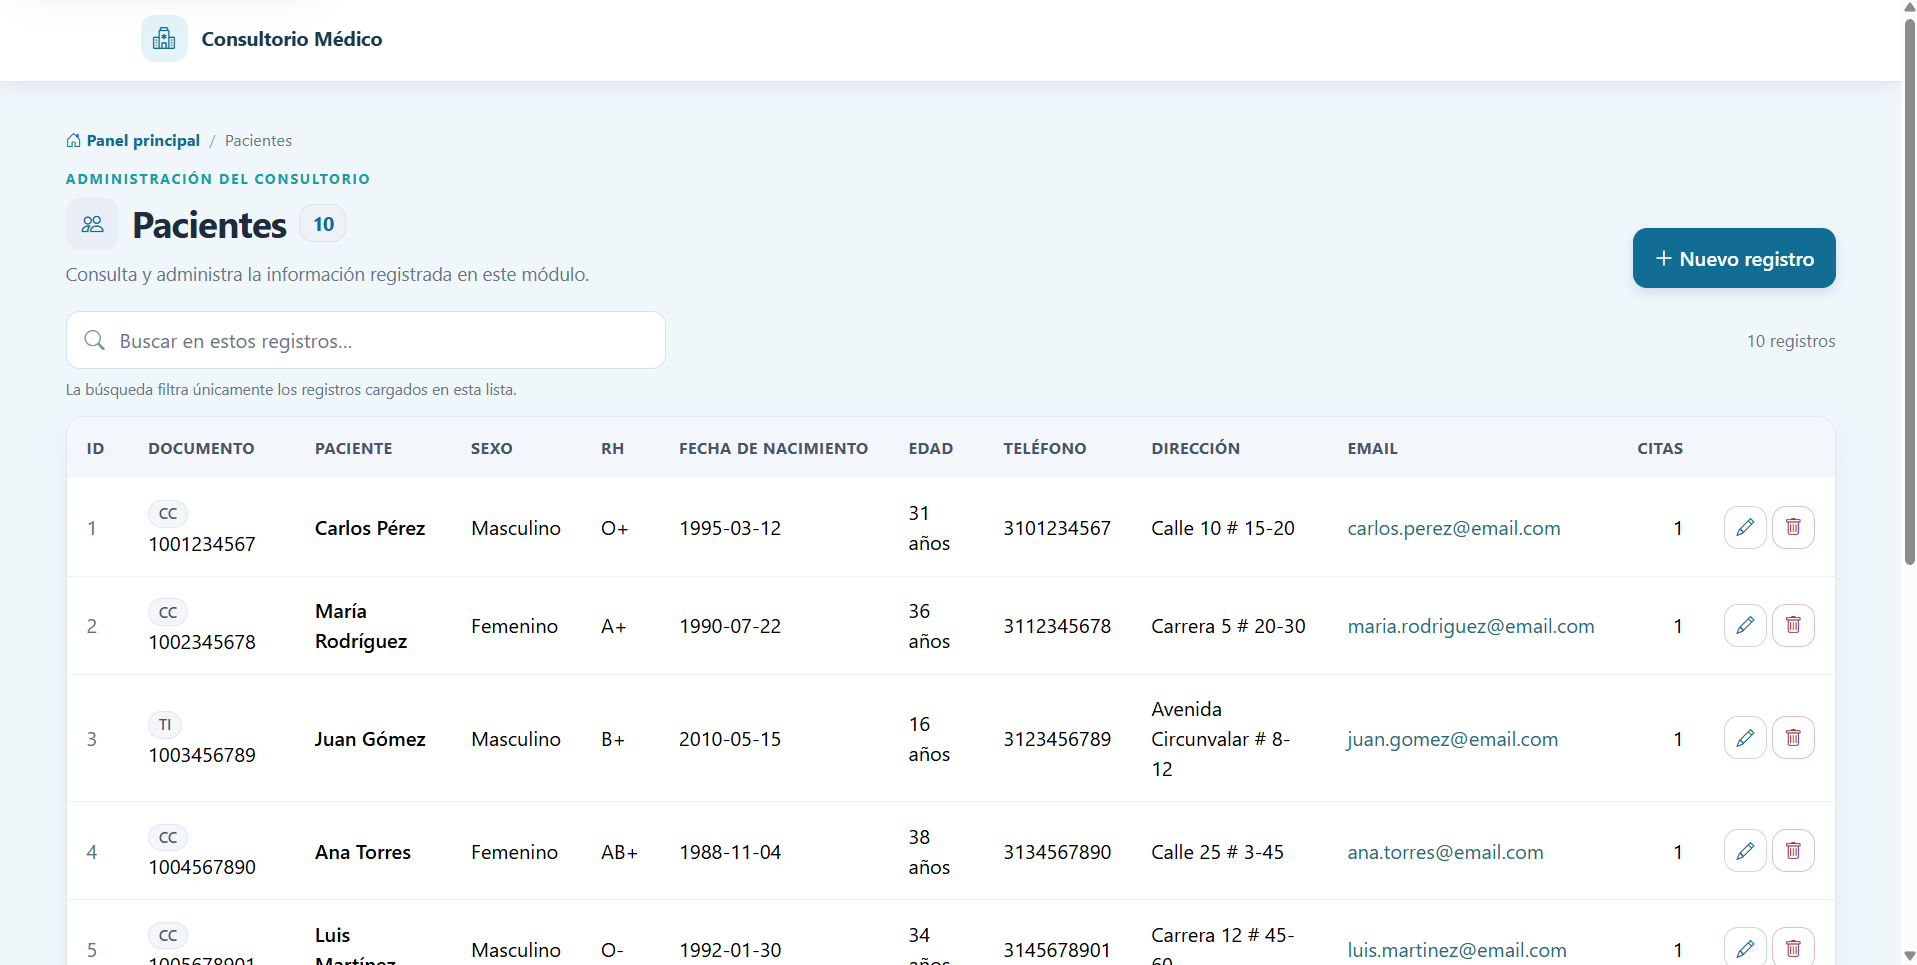 Consultorio Médico
Panel principal / Pacientes
ADMINISTRACIÓN DEL CONSULTORIO
Pacientes 10
Consulta y administra la información registrada en este módulo.
+ Nuevo registro
Buscar en estos registros...
10 registros
La búsqueda filtra únicamente los registros cargados en esta lista.
ID DOCUMENTO PACIENTE SEXO RH FECHA DE NACIMIENTO EDAD TELÉFONO DIRECCIÓN EMAIL CITAS
1 CC 1001234567 Carlos Pérez Masculino O+ 1995-03-12 31 años 3101234567 Calle 10 # 15-20 carlos.perez@email.com 1
2 CC 1002345678 María Rodríguez Femenino A+ 1990-07-22 36 años 3112345678 Carrera 5 # 20-30 maria.rodriguez@email.com 1
3 TI 1003456789 Juan Gómez Masculino B+ 2010-05-15 16 años 3123456789 Avenida Circunvalar # 8-12 juan.gomez@email.com 1
4 CC 1004567890 Ana Torres Femenino AB+ 1988-11-04 38 años 3134567890 Calle 25 # 3-45 ana.torres@email.com 1
5 CC 1005678901 Luis Martínez Masculino O- 1992-01-30 34 años 3145678901 Carrera 12 # 45-60 luis.martinez@email.com 1